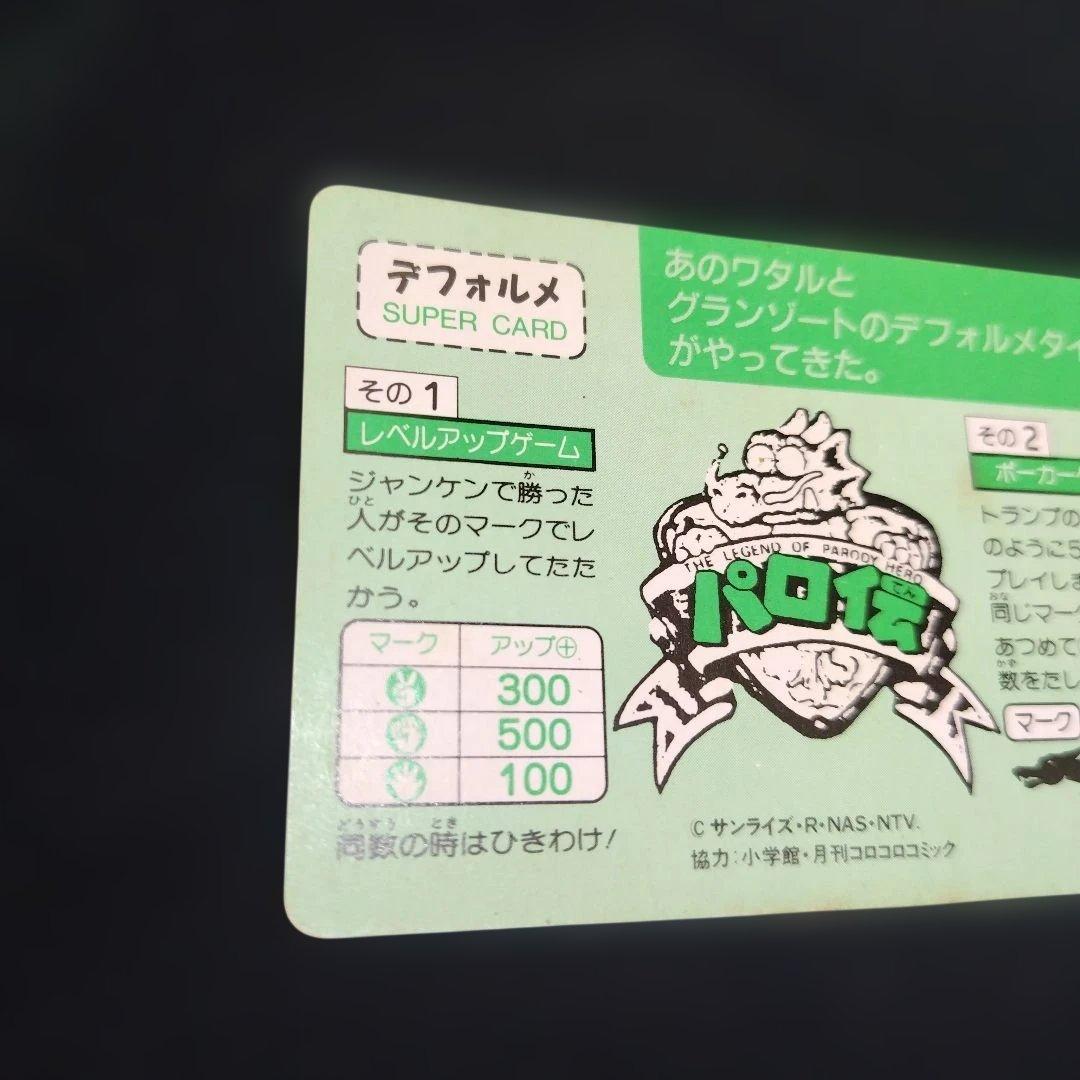 デフォルメ
SUPER CARD
あのワタルと
グランゾートのデフォルメタイ
がやってきた。
その1
レベルアップゲーム
ジャンケンで勝った
人がそのマークでレ
ベルアップしてたた
かう。
マーク アップ⊕
300
500
100
同数の時はひきわけ!
THE LEGEND OF PARODY HERO
パロ伝
©サンライズ・R・NAS・NTV.
協力:小学館・月刊コロコロコミック
その2
ポーカー
トランプの
のように5
プレイしま
同じマーク
あつめて
数をたし
マーク